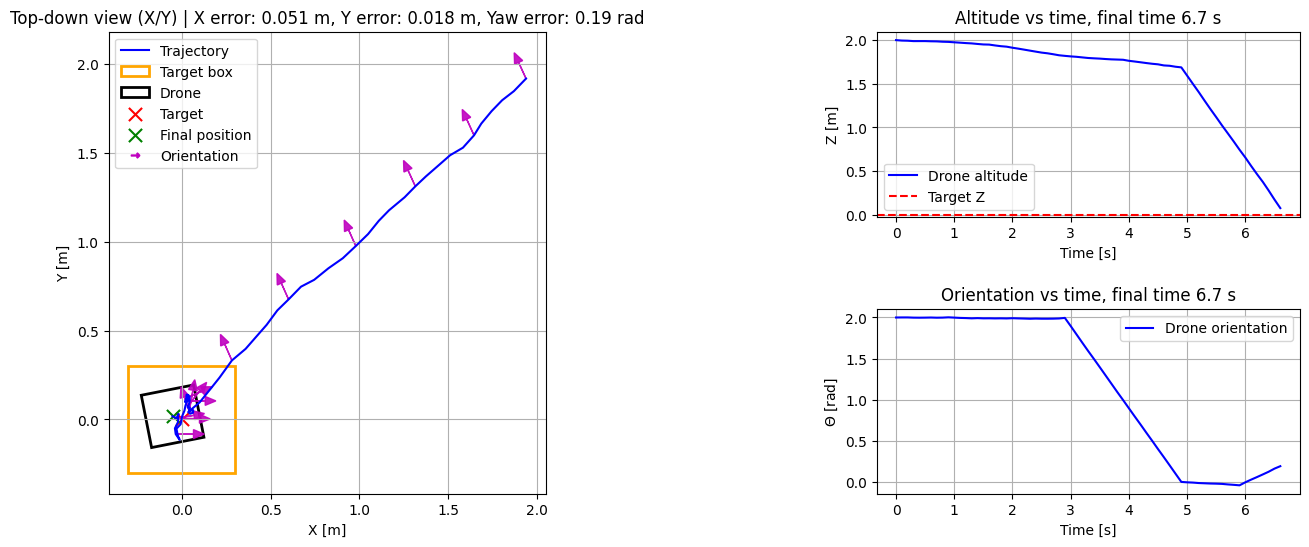 Top-down view (X/Y) | X error: 0.051 m, Y error: 0.018 m, Yaw error: 0.19 rad
Trajectory
Target box
Drone
Target
Final position
Orientation
2.0
1.5
1.0
0.5
0.0
Y [m]
0.0
0.5
1.0
1.5
2.0
X [m]
Altitude vs time, final time 6.7 s
2.0
1.5
1.0
0.5
0.0
Z [m]
Drone altitude
Target Z
0
1
2
3
4
5
6
Time [s]
Orientation vs time, final time 6.7 s
2.0
1.5
1.0
0.5
0.0
Θ [rad]
Drone orientation
0
1
2
3
4
5
6
Time [s]